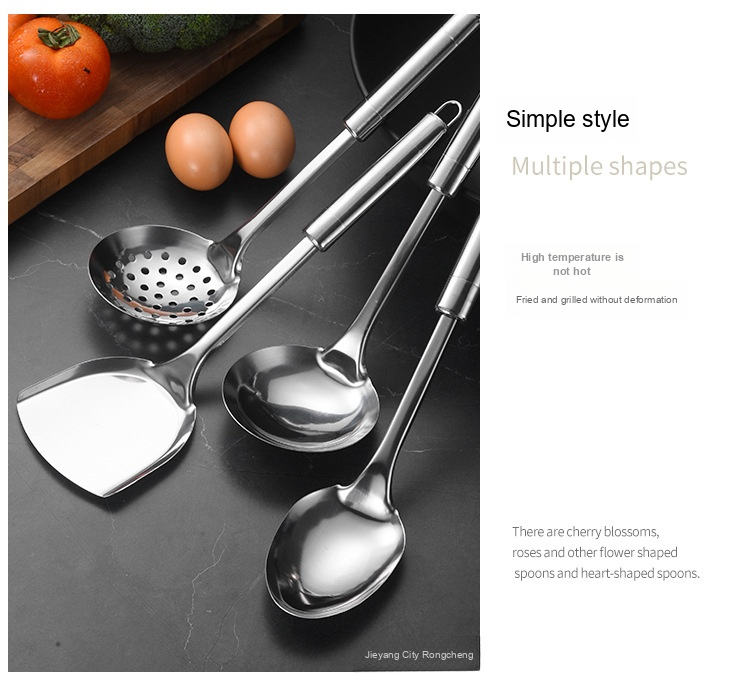 Simple style
Multiple shapes
High temperature is
not hot
Fried and grilled without deformation
There are cherry blossoms,
roses and other flower shaped
spoons and heart-shaped spoons.
Jieyang City Rongcheng